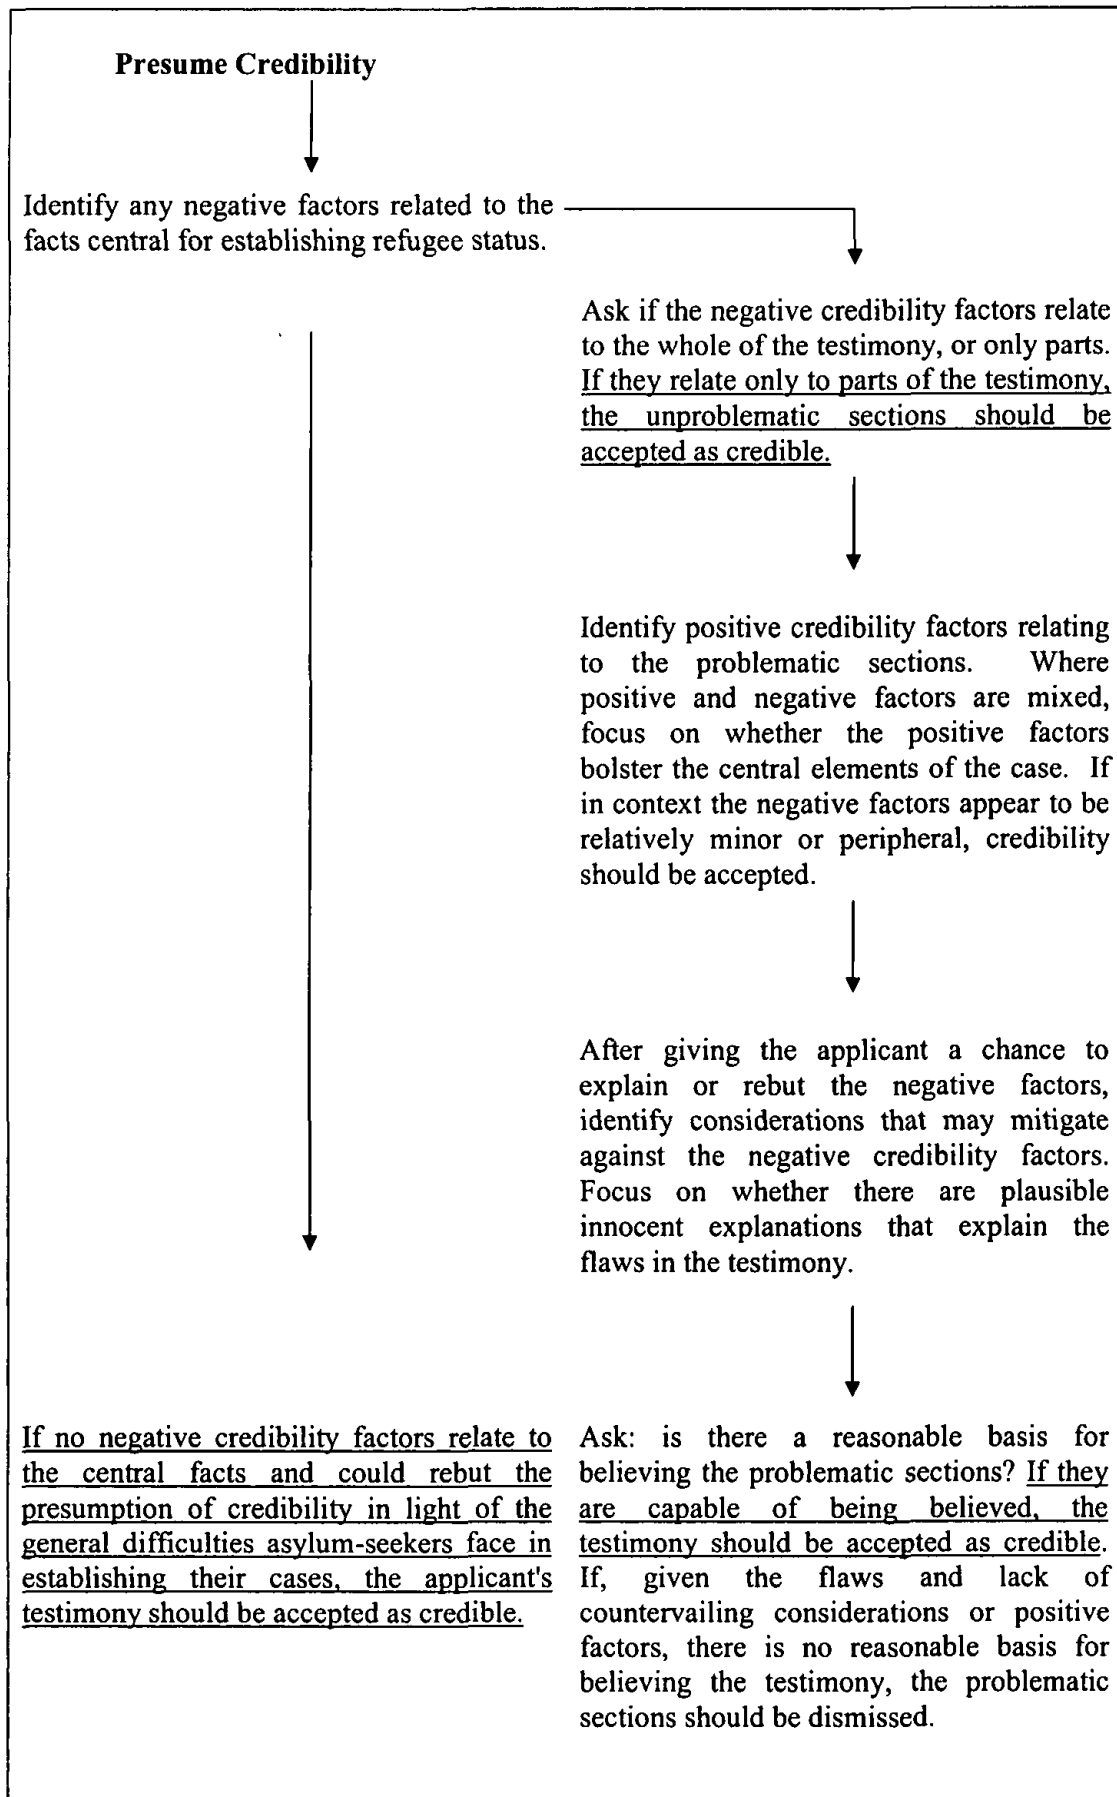 Presume Credibility
Identify any negative factors related to the
facts central for establishing refugee status.
Ask if the negative credibility factors relate
to the whole of the testimony, or only parts.
If they relate only to parts of the testimony,
the unproblematic sections should be
accepted as credible.
Identify positive credibility factors relating
to the problematic sections. Where
positive and negative factors are mixed,
focus on whether the positive factors
bolster the central elements of the case. If
in context the negative factors appear to be
relatively minor or peripheral, credibility
should be accepted.
After giving the applicant a chance to
explain or rebut the negative factors,
identify considerations that may mitigate
against the negative credibility factors.
Focus on whether there are plausible
innocent explanations that explain the
flaws in the testimony.
If no negative credibility factors relate to
the central facts and could rebut the
presumption of credibility in light of the
general difficulties asylum-seekers face in
establishing their cases, the applicant's
testimony should be accepted as credible.
Ask: is there a reasonable basis for
believing the problematic sections? If they
are capable of being believed, the
testimony should be accepted as credible.
If, given the flaws and lack of
countervailing considerations or positive
factors, there is no reasonable basis for
believing the testimony, the problematic
sections should be dismissed.